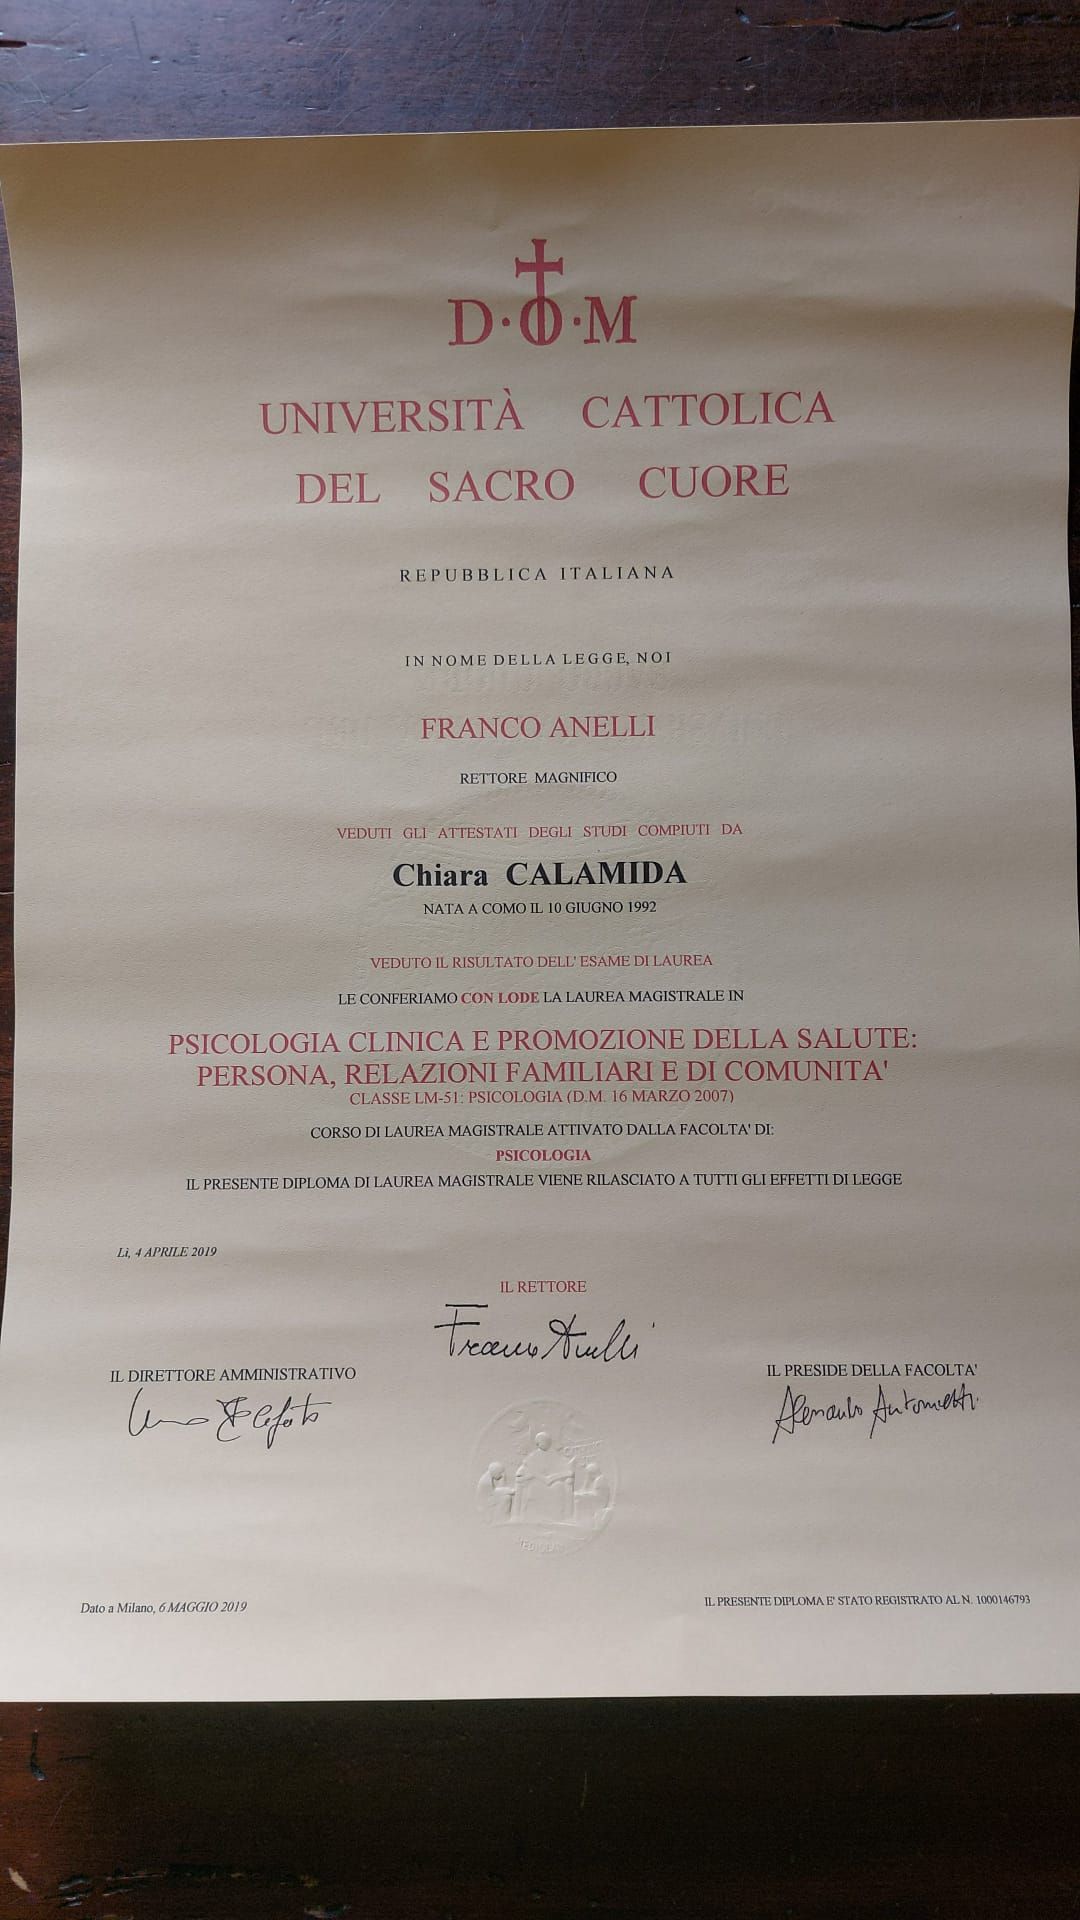 D·O·M
UNIVERSITÀ CATTOLICA
DEL SACRO CUORE
REPUBBLICA ITALIANA
IN NOME DELLA LEGGE, NOI
FRANCO ANELLI
RETTORE MAGNIFICO
VEDUTI GLI ATTESTATI DEGLI STUDI COMPIUTI DA
Chiara CALAMIDA
NATA A COMO IL 10 GIUGNO 1992
VEDUTO IL RISULTATO DELL' ESAME DI LAUREA
LE CONFERIAMO CON LODE LA LAUREA MAGISTRALE IN
PSICOLOGIA CLINICA E PROMOZIONE DELLA SALUTE:
PERSONA, RELAZIONI FAMILIARI E DI COMUNITA'
CLASSE LM-51: PSICOLOGIA (D.M. 16 MARZO 2007)
CORSO DI LAUREA MAGISTRALE ATTIVATO DALLA FACOLTA' DI:
PSICOLOGIA
IL PRESENTE DIPLOMA DI LAUREA MAGISTRALE VIENE RILASCIATO A TUTTI GLI EFFETTI DI LEGGE
Lì, 4 APRILE 2019
IL RETTORE
Franco Anelli
IL DIRETTORE AMMINISTRATIVO
IL PRESIDE DELLA FACOLTA'
Alessandro Antonietti
Dato a Milano, 6 MAGGIO 2019
IL PRESENTE DIPLOMA E' STATO REGISTRATO AL N. 1000146793